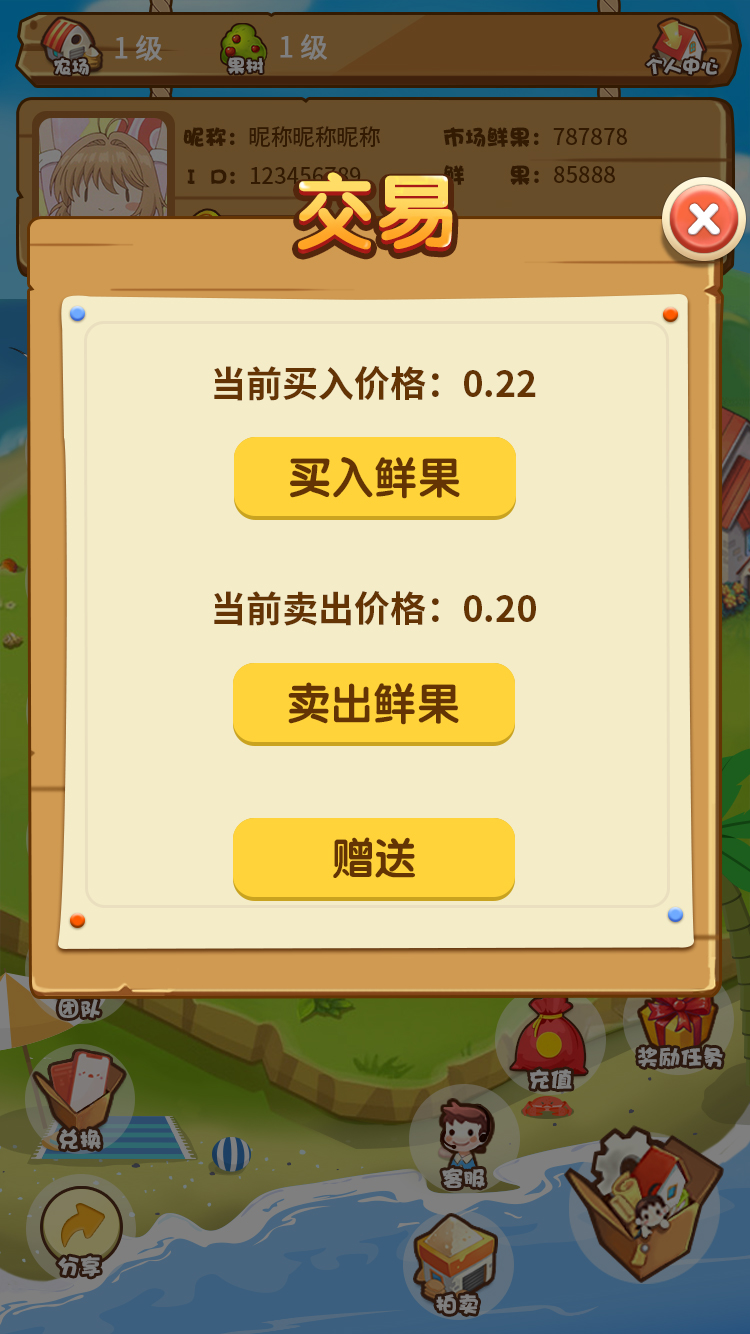 农场 1级 果树 1级 个人中心
昵称： 昵称昵称昵称 市场鲜果： 787878
I D： 123456789 鲜 果： 85888
交易
当前买入价格：0.22
买入鲜果
当前卖出价格：0.20
卖出鲜果
赠送
团队
奖励任务
充值
兑换
客服
分享
拍卖